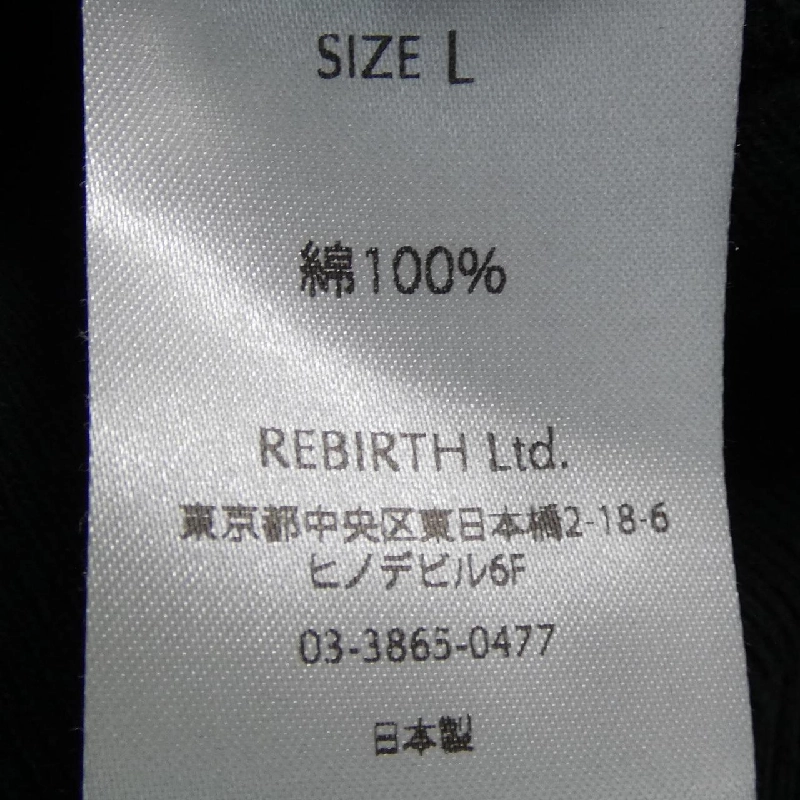 SIZE L
綿100%
REBIRTH Ltd.
東京都中央区東日本橋2-18-6
ヒノデビル6F
03-3865-0477
日本製